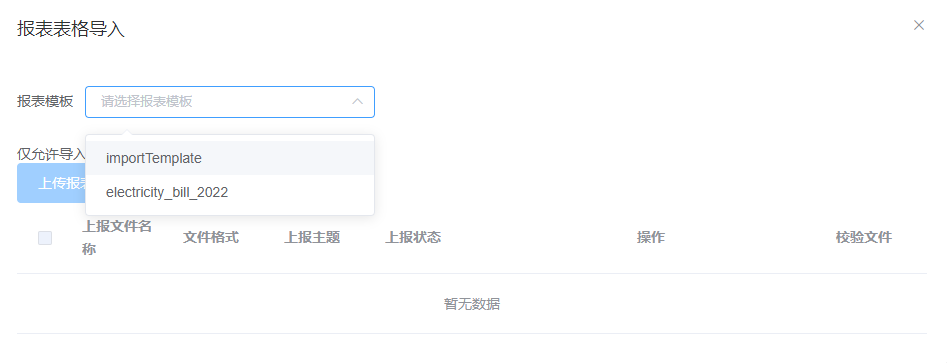 报表表格导入
报表模板 请选择报表模板
仅允许导入
importTemplate
上传报
electricity_bill_2022
上报文件名称 文件格式 上报主题 上报状态 操作 校验文件
暂无数据